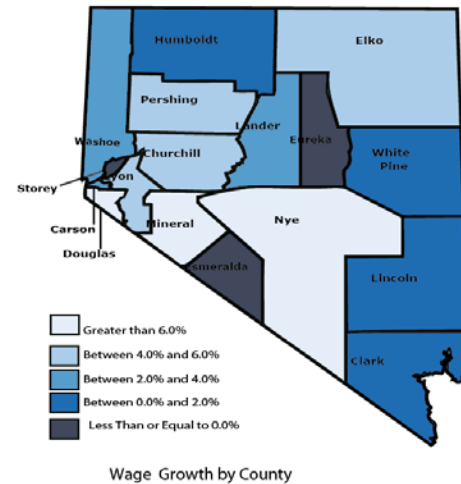 Humboldt
Elko
Pershing
Lander
Eureka
Washoe
Churchill
White
Pine
Storey
yon
Carson
Mineral
Nye
Douglas
smeralda
Lincoln
Clark
Greater than 6.0%
Between 4.0% and 6.0%
Between 2.0% and 4.0%
Between 0.0% and 2.0%
Less Than or Equal to 0.0%
Wage Growth by County